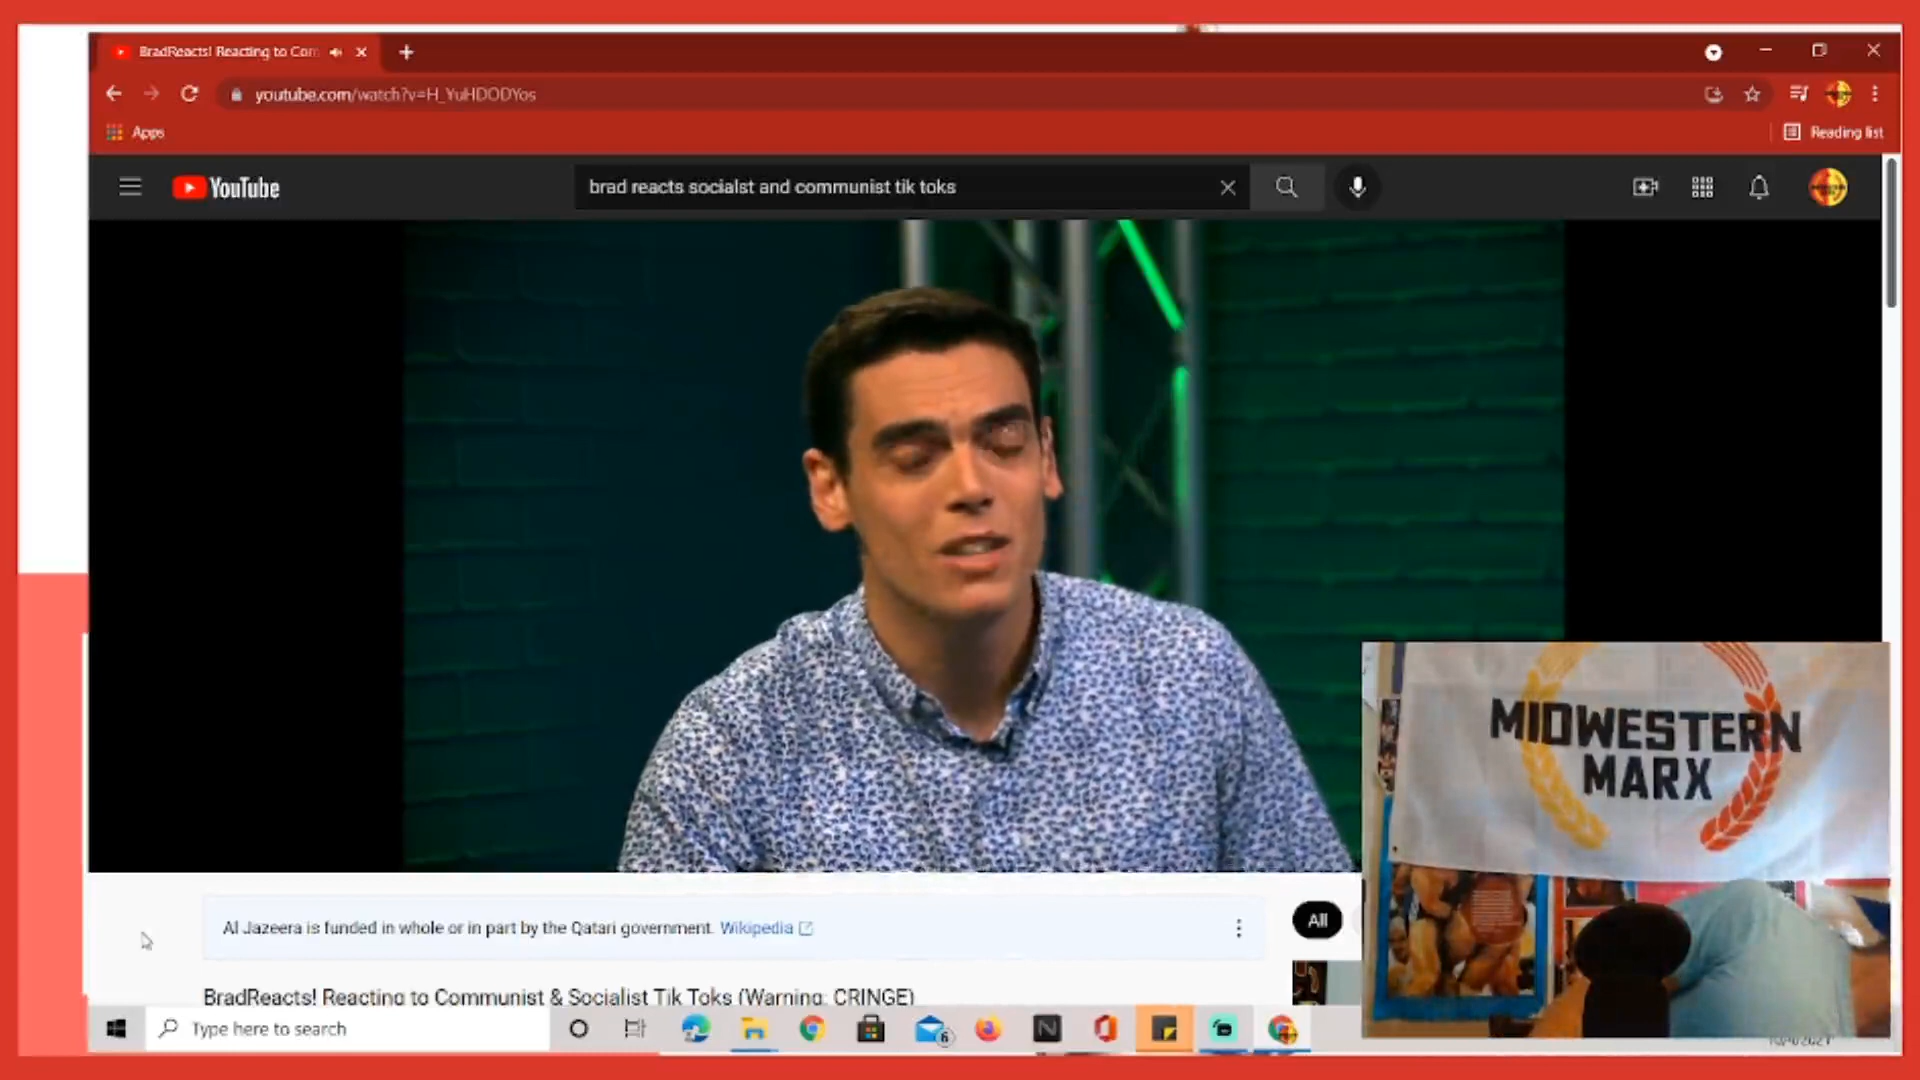 BradReacts! Reacting to Com
youtube.com/watch?v=H_YuHDODYos
Apps
Reading list
YouTube
brad reacts socialst and communist tik toks
MIDWESTERN
MARX
Al Jazeera is funded in whole or in part by the Qatari government. Wikipedia
All
BradReacts! Reacting to Communist & Socialist Tik Toks (Warning: CRINGE)
Type here to search
6